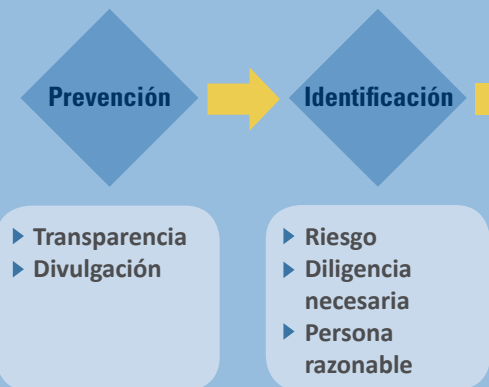 Prevención
Identificación
Transparencia
Divulgación
Riesgo
Diligencia
necesaria
Persona
razonable